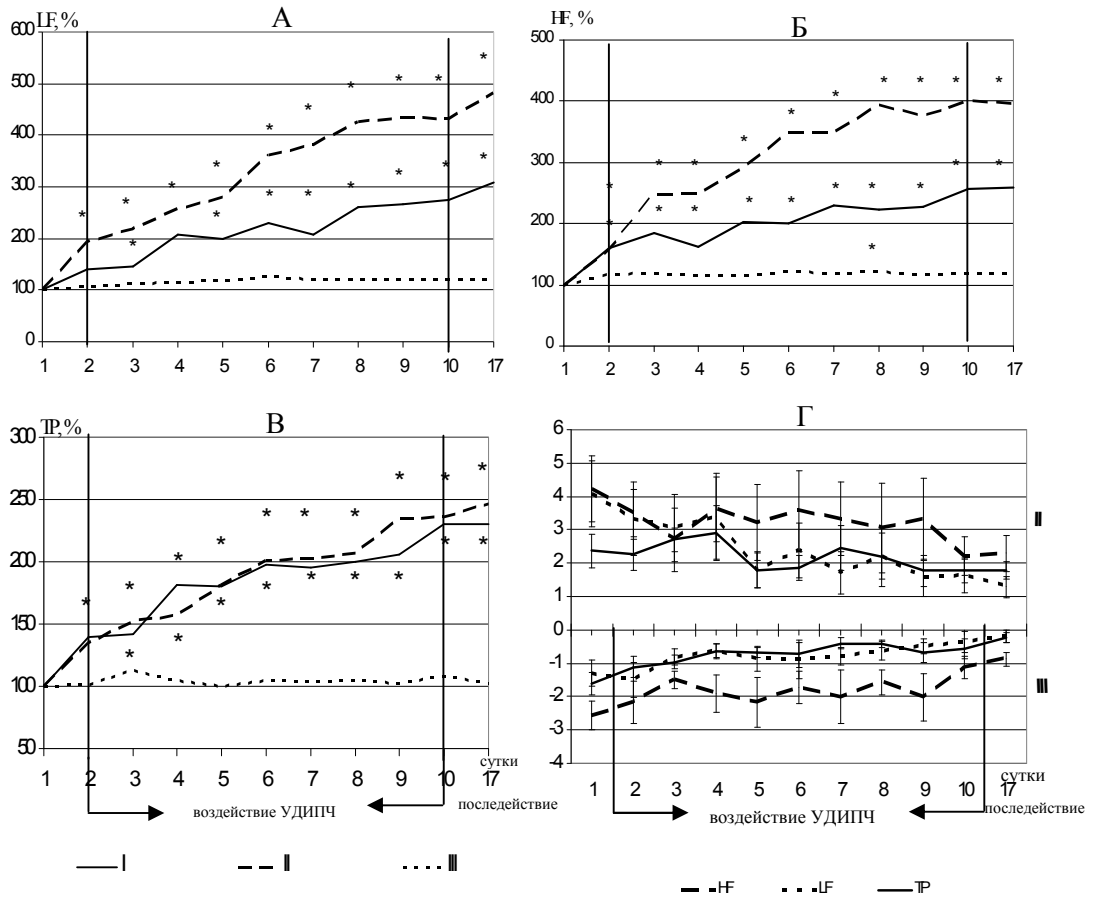 LF, %
А
600
500
400
300
200
100
0
1 2 3 4 5 6 7 8 9 10 17
HF, %
Б
500
400
300
200
100
0
1 2 3 4 5 6 7 8 9 10 17
TP, %
В
300
250
200
150
100
50
сутки
1 2 3 4 5 6 7 8 9 10 17
воздействие УДИПЧ
последействие
I II III
Г
6
5
4
3
2
1
0
-1
-2
-3
-4
II
III
сутки
1 2 3 4 5 6 7 8 9 10 17
воздействие УДИПЧ
последействие
HF LF TP